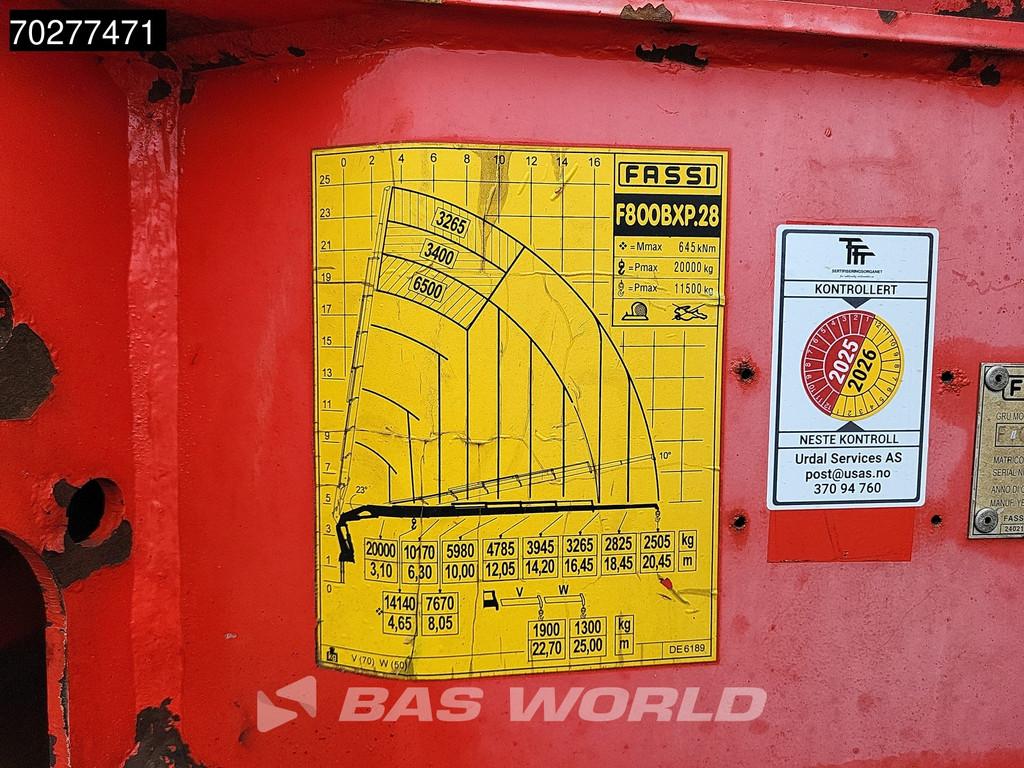 70277471
0 2 4 6 8 10 12 14 16
25
23
21
19
17
15
13
11
9
7
5
3
1
0
3265
3400
6500
23°
10°
FASSI
F800BXP.28
=Mmax 645 kNm
=Pmax 20000 kg
=Pmax 11500 kg
20000 10170 5980 4785 3945 3265 2825 2505 kg
3,10 6,30 10,00 12,05 14,20 16,45 18,45 20,45 m
14140 7670
4,65 8,05
V W
1900 1300 kg
22,70 25,00 m
V (70) W (50)
DE6189
TFF
SERTIFISERINGSORGANET
KONTROLLERT
2025
2026
NESTE KONTROLL
Urdal Services AS
post@usas.no
370 94 760
BAS WORLD